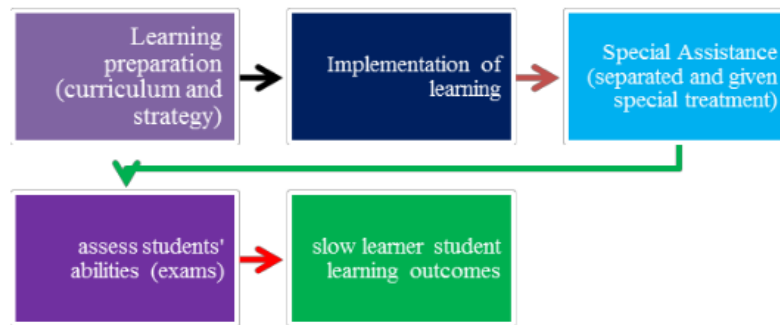 Learning
preparation
(curriculum and
strategy)
Implementation of
learning
Special Assistance
(separated and given
special treatment)
assess students'
abilities (exams)
slow learner student
learning outcomes